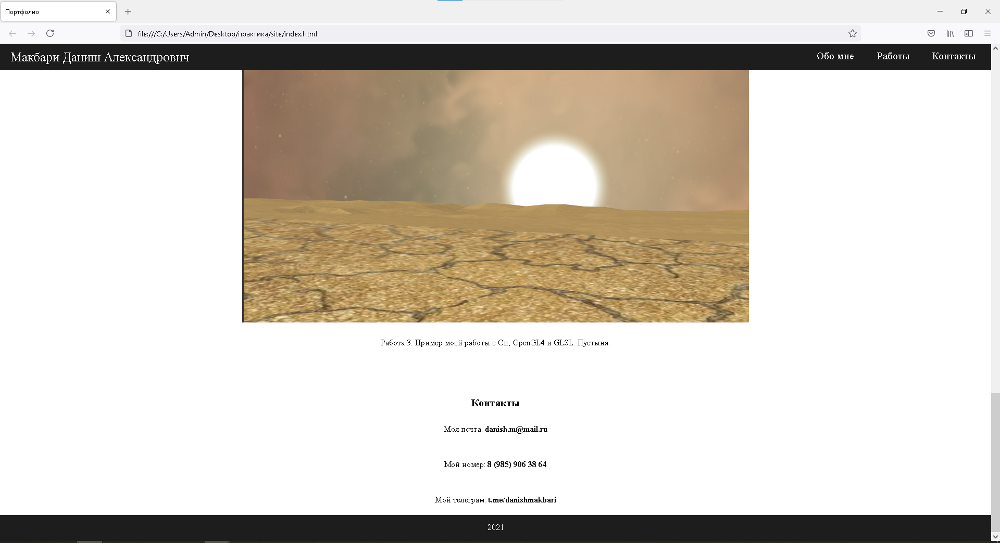 Портфолио
file:///C:/Users/Admin/Desktop/практика/site/index.html
Макбари Даниш Александрович
Обо мне Работы Контакты
Работа 3. Пример моей работы с Си, OpenGL4 и GLSL. Пустыня.
Контакты
Моя почта: danish.m@mail.ru
Мой номер: 8 (985) 906 38 64
Мой телеграм: t.me/danishmakbari
2021